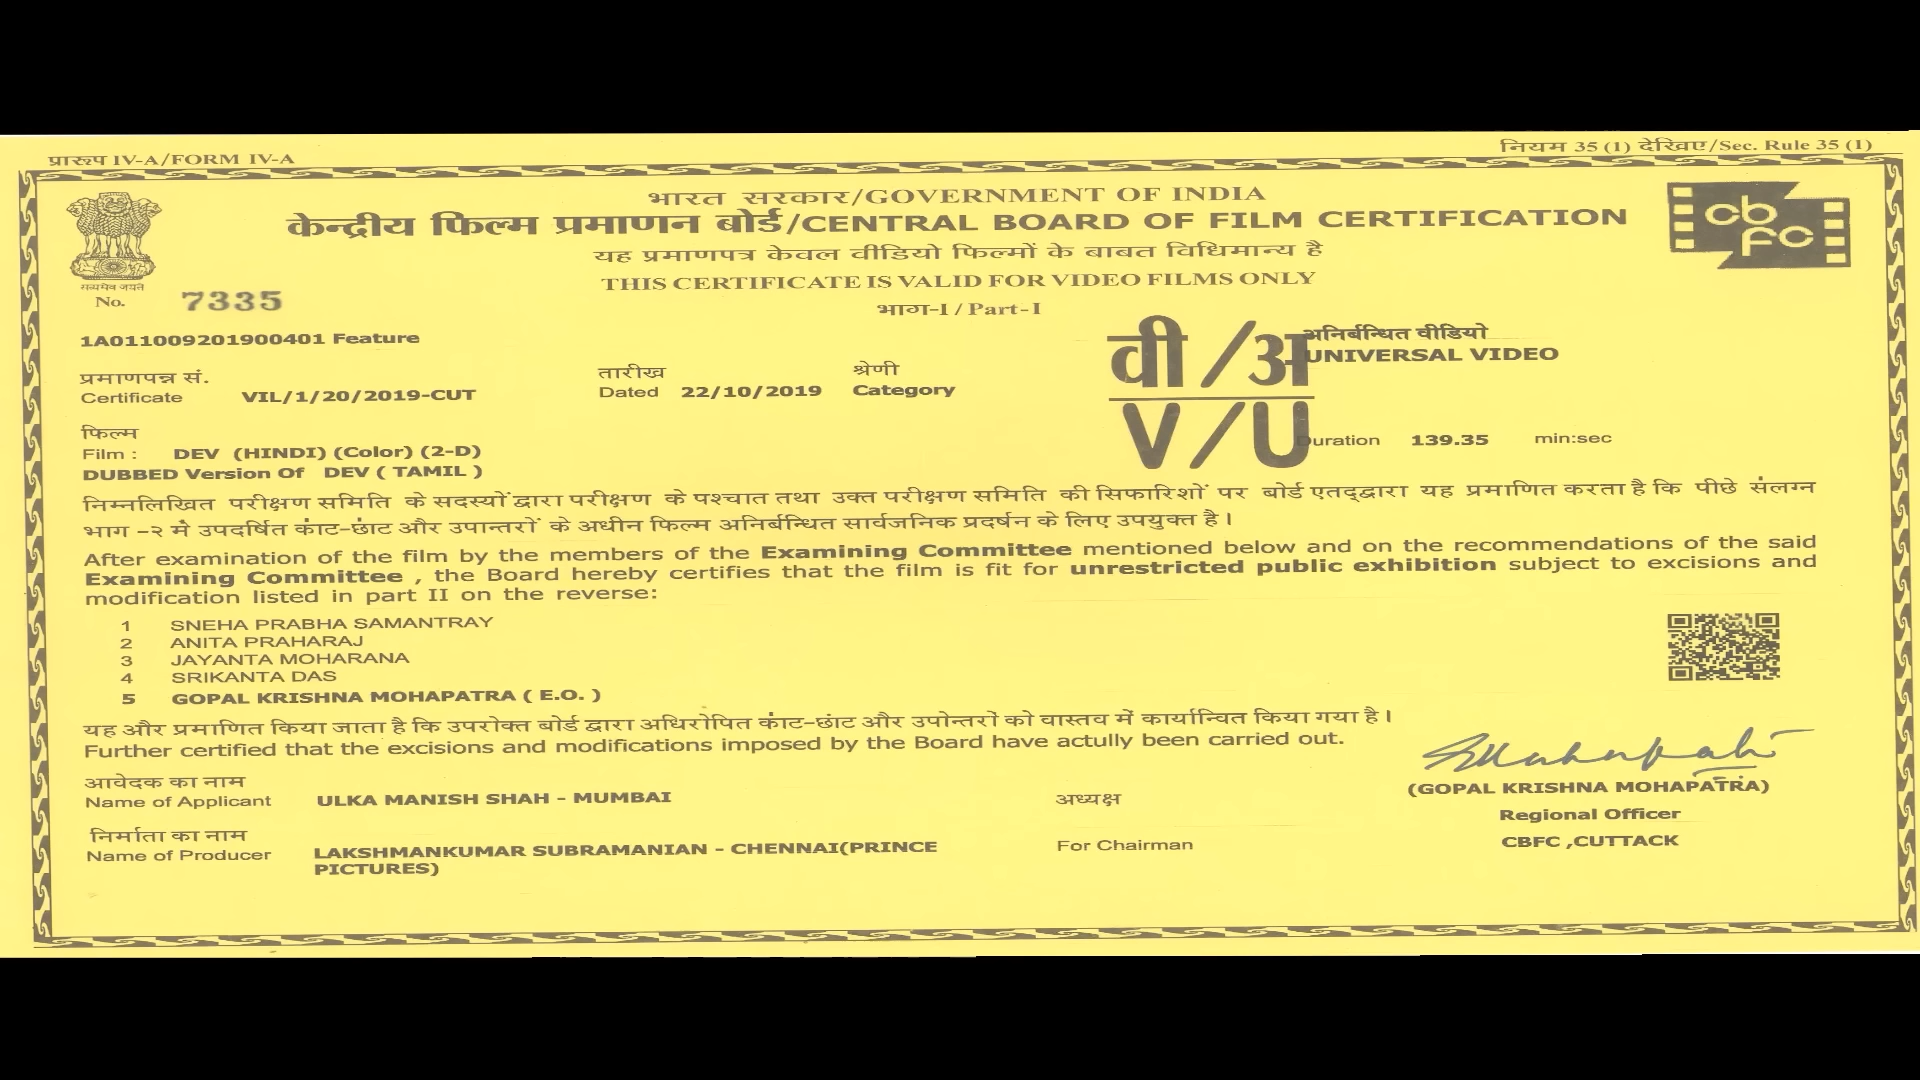 प्रारूप IV-A/FORM IV-A
नियम 35 (1) देखिए/Sec. Rule 35 (1)
भारत सरकार/GOVERNMENT OF INDIA
केन्द्रीय फिल्म प्रमाणन बोर्ड/CENTRAL BOARD OF FILM CERTIFICATION
cb
fc
यह प्रमाणपत्र केवल वीडियो फिल्मों के बाबत विधिमान्य है
THIS CERTIFICATE IS VALID FOR VIDEO FILMS ONLY
सत्यमेव जयते
No. 7335
भाग-I / Part-I
1A011009201900401 Feature
वी/अ
V/U
अनिर्बन्धित वीडियो
UNIVERSAL VIDEO
प्रमाणपत्र सं. तारीख श्रेणी
Certificate VIL/1/20/2019-CUT Dated 22/10/2019 Category
फिल्म
Film : DEV (HINDI) (Color) (2-D) Duration 139.35 min:sec
DUBBED Version Of DEV ( TAMIL )
निम्नलिखित परीक्षण समिति के सदस्यों द्वारा परीक्षण के पश्चात तथा उक्त परीक्षण समिति की सिफारिशों पर बोर्ड एतद्द्वारा यह प्रमाणित करता है कि पीछे संलग्न
भाग -२ में उपदर्षित कांट-छांट और उपान्तरों के अधीन फिल्म अनिर्बन्धित सार्वजनिक प्रदर्षन के लिए उपयुक्त है।
After examination of the film by the members of the Examining Committee mentioned below and on the recommendations of the said
Examining Committee , the Board hereby certifies that the film is fit for unrestricted public exhibition subject to excisions and
modification listed in part II on the reverse:
1 SNEHA PRABHA SAMANTRAY
2 ANITA PRAHARAJ
3 JAYANTA MOHARANA
4 SRIKANTA DAS
5 GOPAL KRISHNA MOHAPATRA ( E.O. )
यह और प्रमाणित किया जाता है कि उपरोक्त बोर्ड द्वारा अधिरोपित कांट-छांट और उपोन्तरों को वास्तव में कार्यान्वित किया गया है।
Further certified that the excisions and modifications imposed by the Board have actully been carried out.
आवेदक का नाम
Name of Applicant ULKA MANISH SHAH - MUMBAI
निर्माता का नाम
Name of Producer LAKSHMANKUMAR SUBRAMANIAN - CHENNAI(PRINCE
PICTURES)
अध्यक्ष
For Chairman
(GOPAL KRISHNA MOHAPATRA)
Regional Officer
CBFC ,CUTTACK